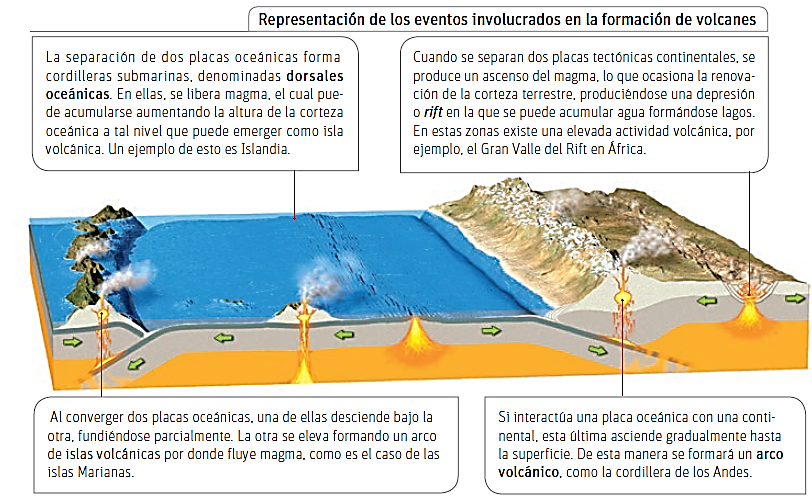 Representación de los eventos involucrados en la formación de volcanes
La separación de dos placas oceánicas forma
cordilleras submarinas, denominadas dorsales
oceánicas. En ellas, se libera magma, el cual pue-
de acumularse aumentando la altura de la corteza
oceánica a tal nivel que puede emerger como isla
volcánica. Un ejemplo de esto es Islandia.
Cuando se separan dos placas tectónicas continentales, se
produce un ascenso del magma, lo que ocasiona la renova-
ción de la corteza terrestre, produciéndose una depresión
o rift en la que se puede acumular agua formándose lagos.
En estas zonas existe una elevada actividad volcánica, por
ejemplo, el Gran Valle del Rift en África.
Al converger dos placas oceánicas, una de ellas desciende bajo la
otra, fundiéndose parcialmente. La otra se eleva formando un arco
de islas volcánicas por donde fluye magma, como es el caso de las
islas Marianas.
Si interactúa una placa oceánica con una conti-
nental, esta última asciende gradualmente hasta
la superficie. De esta manera se formará un arco
volcánico, como la cordillera de los Andes.